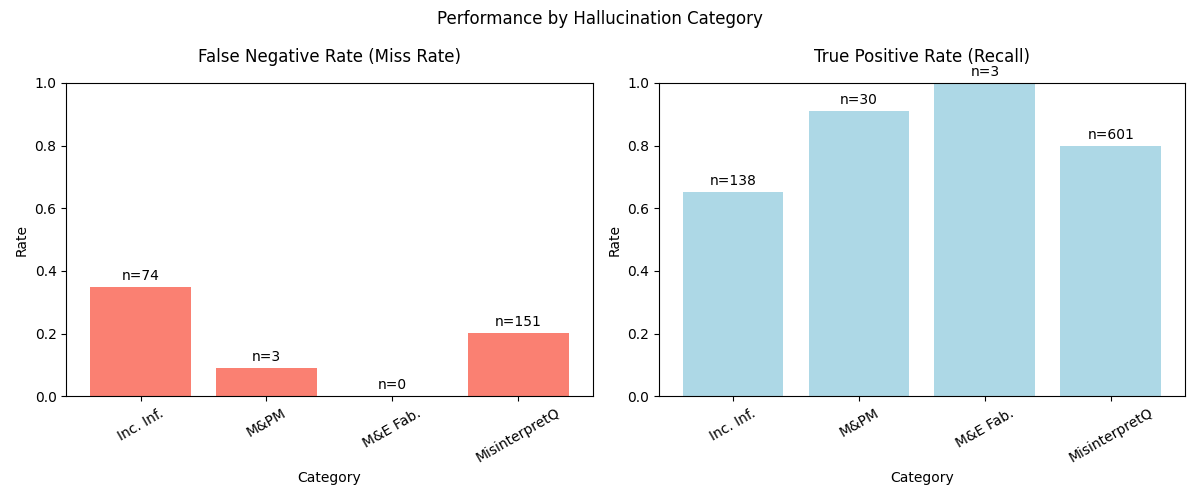 Performance by Hallucination Category
False Negative Rate (Miss Rate)
1.0
0.8
0.6
0.4
0.2
0.0
Rate
n=74
n=3
n=0
n=151
Inc. Inf.
M&PM
M&E Fab.
MisinterpretQ
Category
True Positive Rate (Recall)
1.0
0.8
0.6
0.4
0.2
0.0
Rate
n=138
n=30
n=3
n=601
Inc. Inf.
M&PM
M&E Fab.
MisinterpretQ
Category